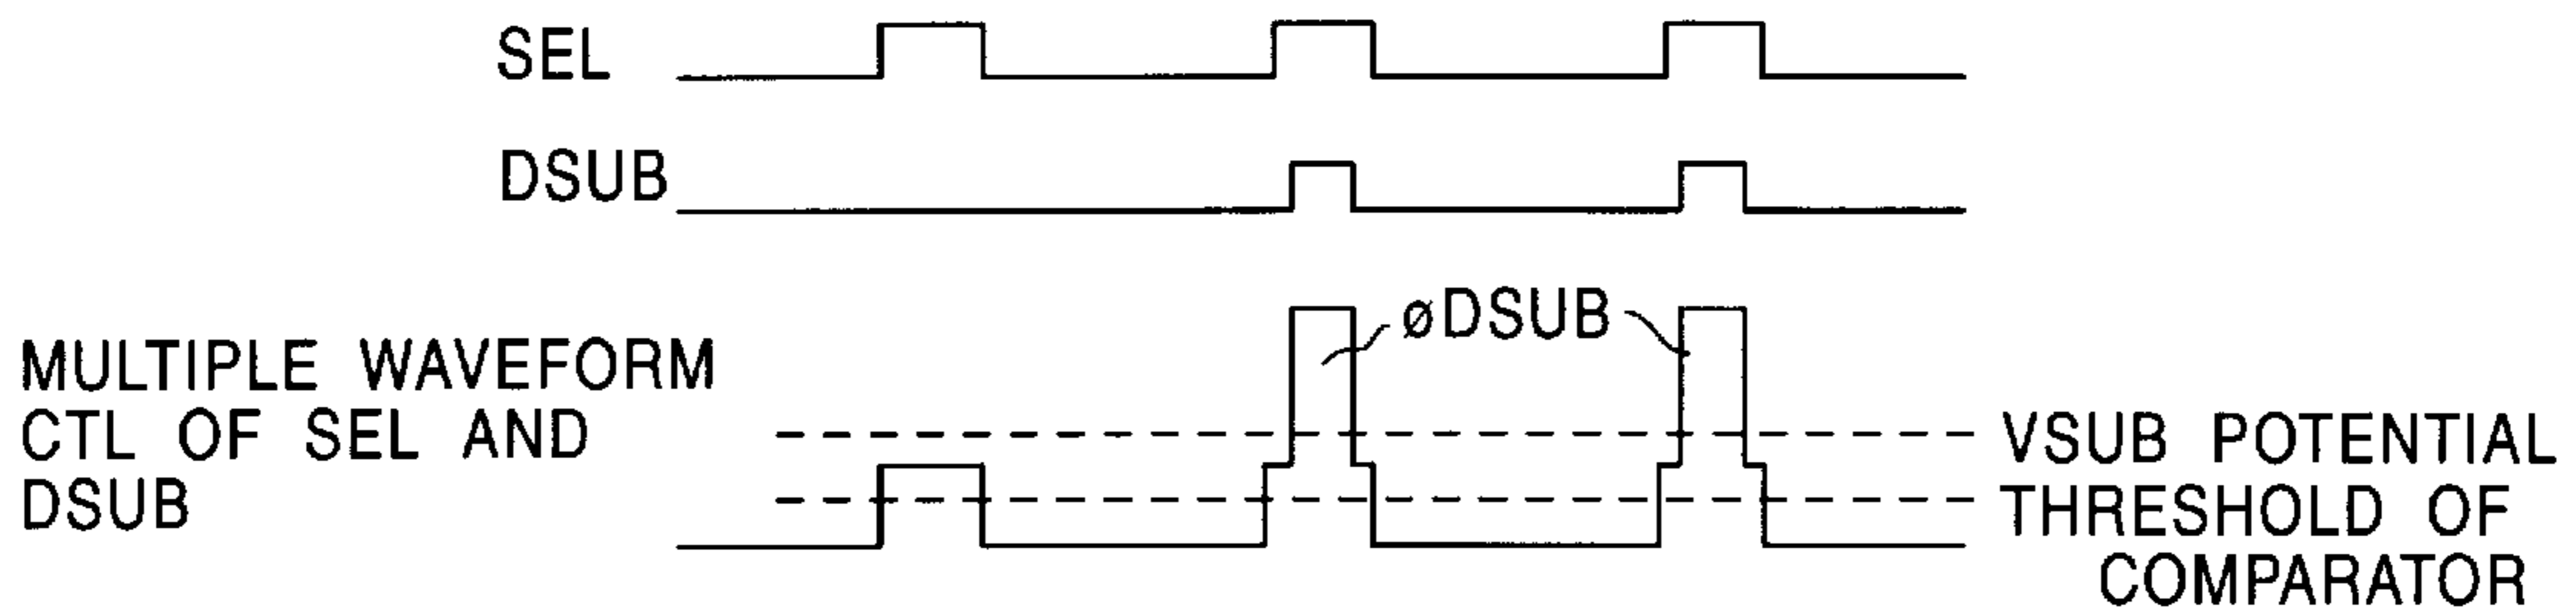 SEL
DSUB
øDSUB
MULTIPLE WAVEFORM
CTL OF SEL AND
DSUB
VSUB POTENTIAL
THRESHOLD OF
COMPARATOR